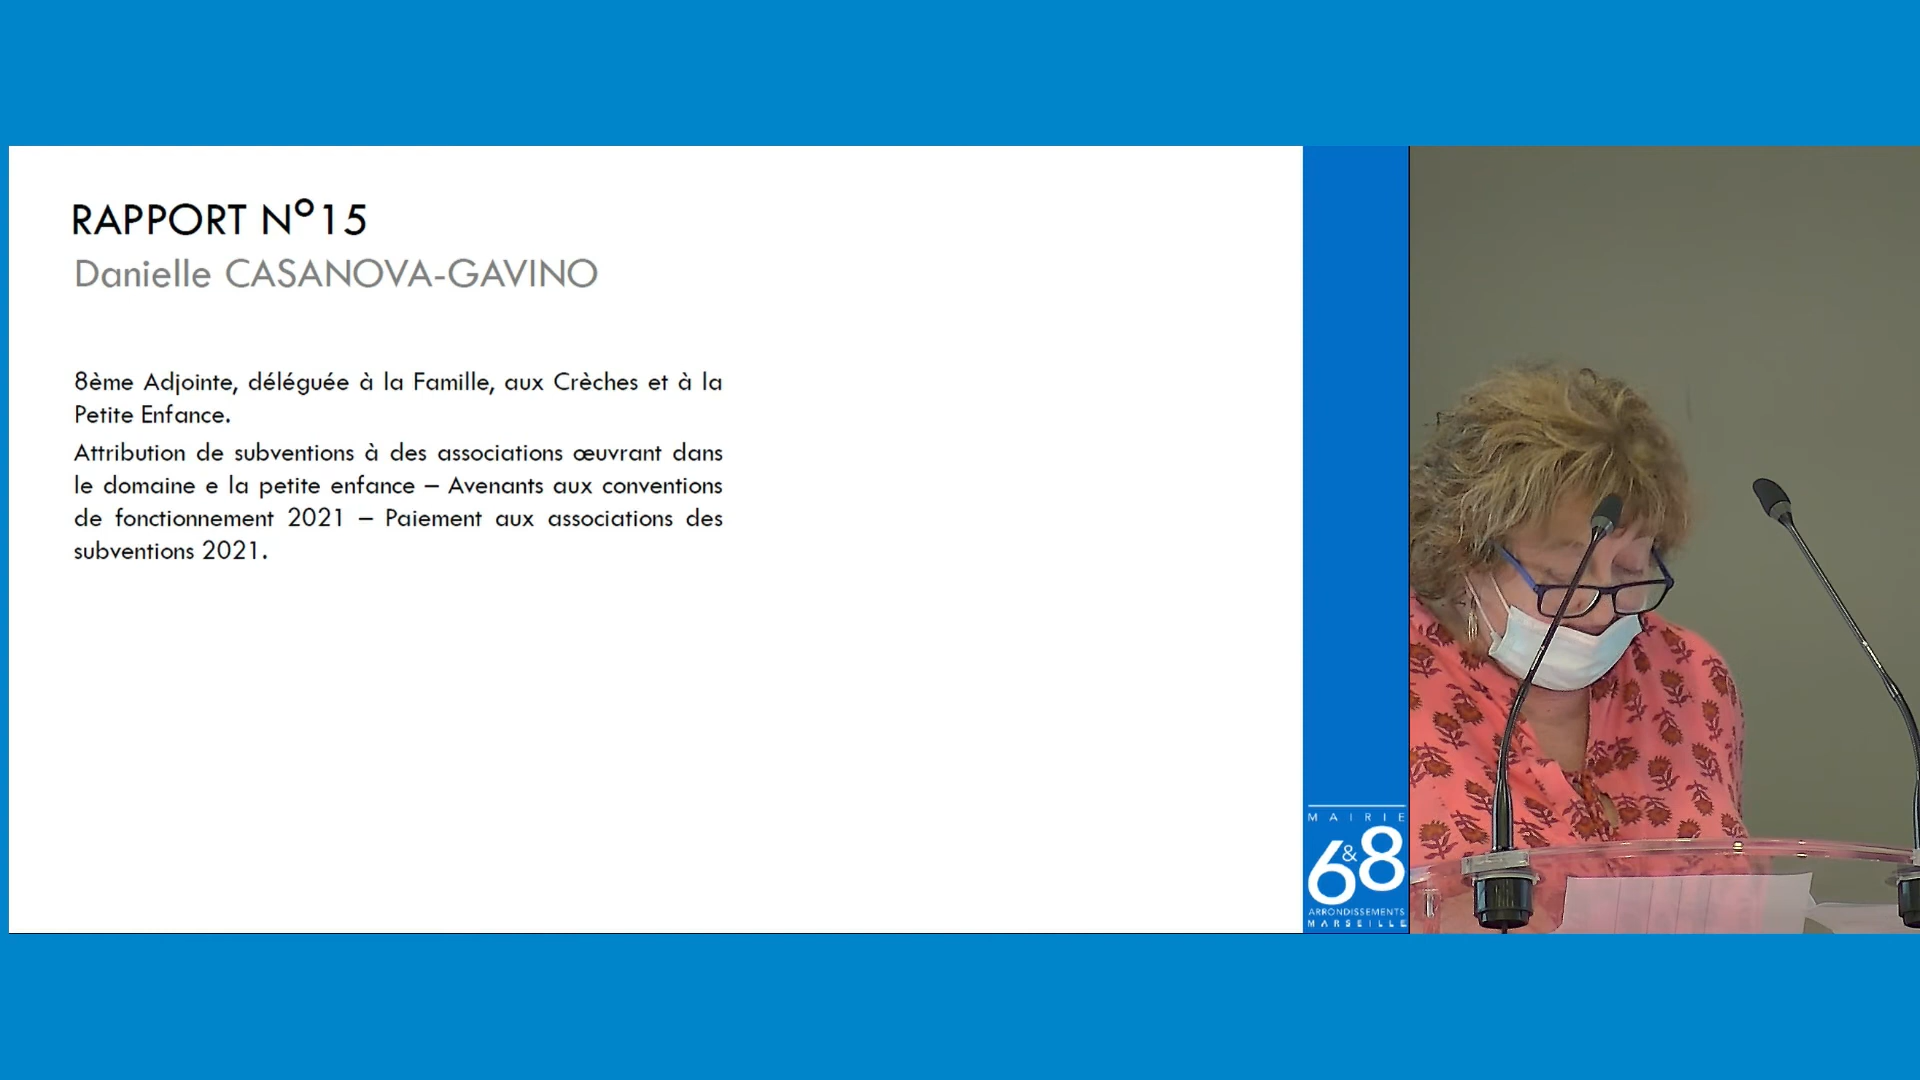 RAPPORT N°15
Danielle CASANOVA-GAVINO
8ème Adjointe, déléguée à la Famille, aux Crèches et à la
Petite Enfance.
Attribution de subventions à des associations œuvrant dans
le domaine e la petite enfance – Avenants aux conventions
de fonctionnement 2021 – Paiement aux associations des
subventions 2021.
MAIRIE
6&8
ARRONDISSEMENTS
MARSEILLE